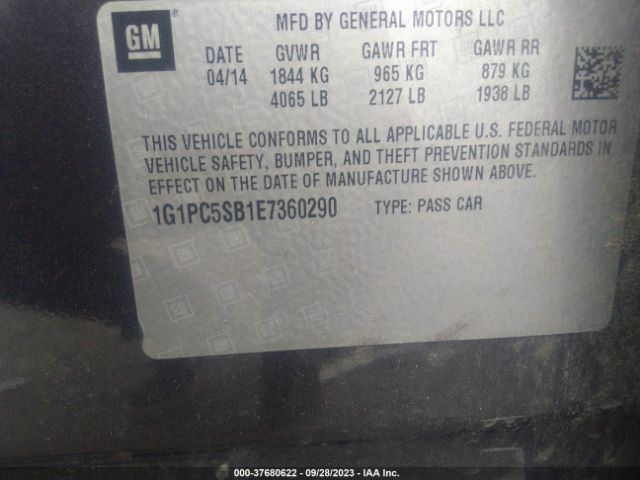 GM
MFD BY GENERAL MOTORS LLC
DATE GVWR GAWR FRT GAWR RR
04/14 1844 KG 965 KG 879 KG
4065 LB 2127 LB 1938 LB
THIS VEHICLE CONFORMS TO ALL APPLICABLE U.S. FEDERAL MOTOR
VEHICLE SAFETY, BUMPER, AND THEFT PREVENTION STANDARDS IN
EFFECT ON THE DATE OF MANUFACTURE SHOWN ABOVE.
1G1PC5SB1E7360290 TYPE: PASS CAR
000-37680622 - 09/28/2023 - IAA Inc.